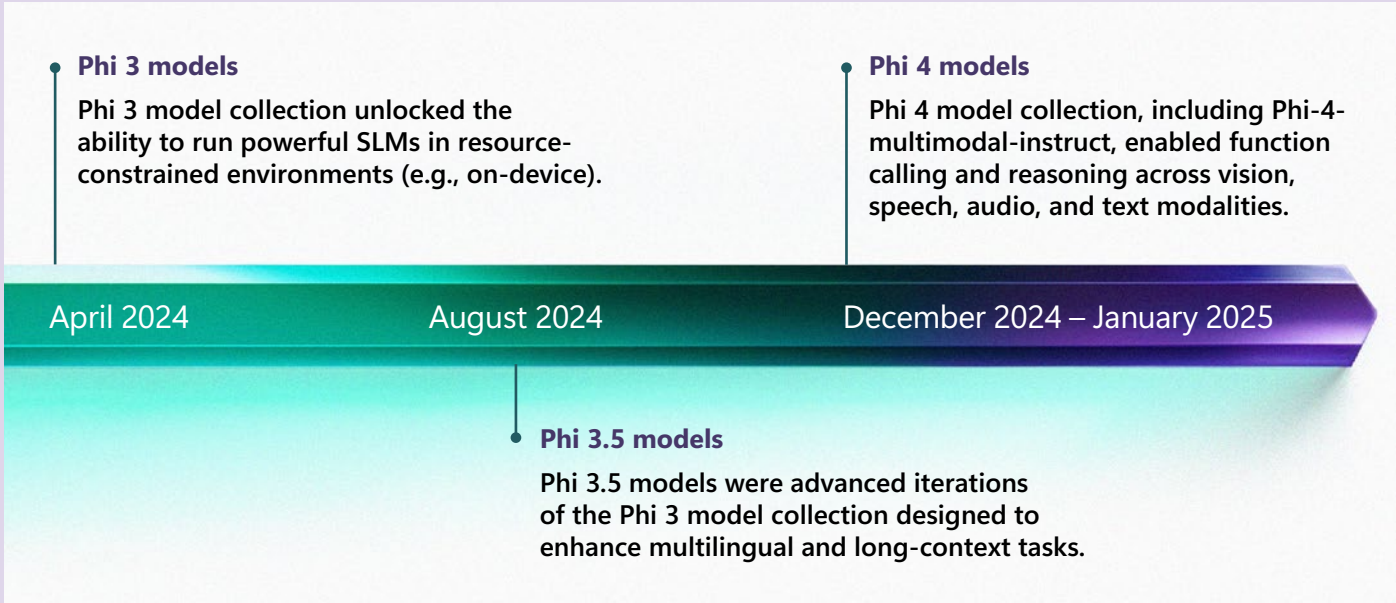 Phi 3 models
Phi 3 model collection unlocked the
ability to run powerful SLMs in resource-
constrained environments (e.g., on-device).
Phi 4 models
Phi 4 model collection, including Phi-4-
multimodal-instruct, enabled function
calling and reasoning across vision,
speech, audio, and text modalities.
April 2024
August 2024
December 2024 – January 2025
Phi 3.5 models
Phi 3.5 models were advanced iterations
of the Phi 3 model collection designed to
enhance multilingual and long-context tasks.